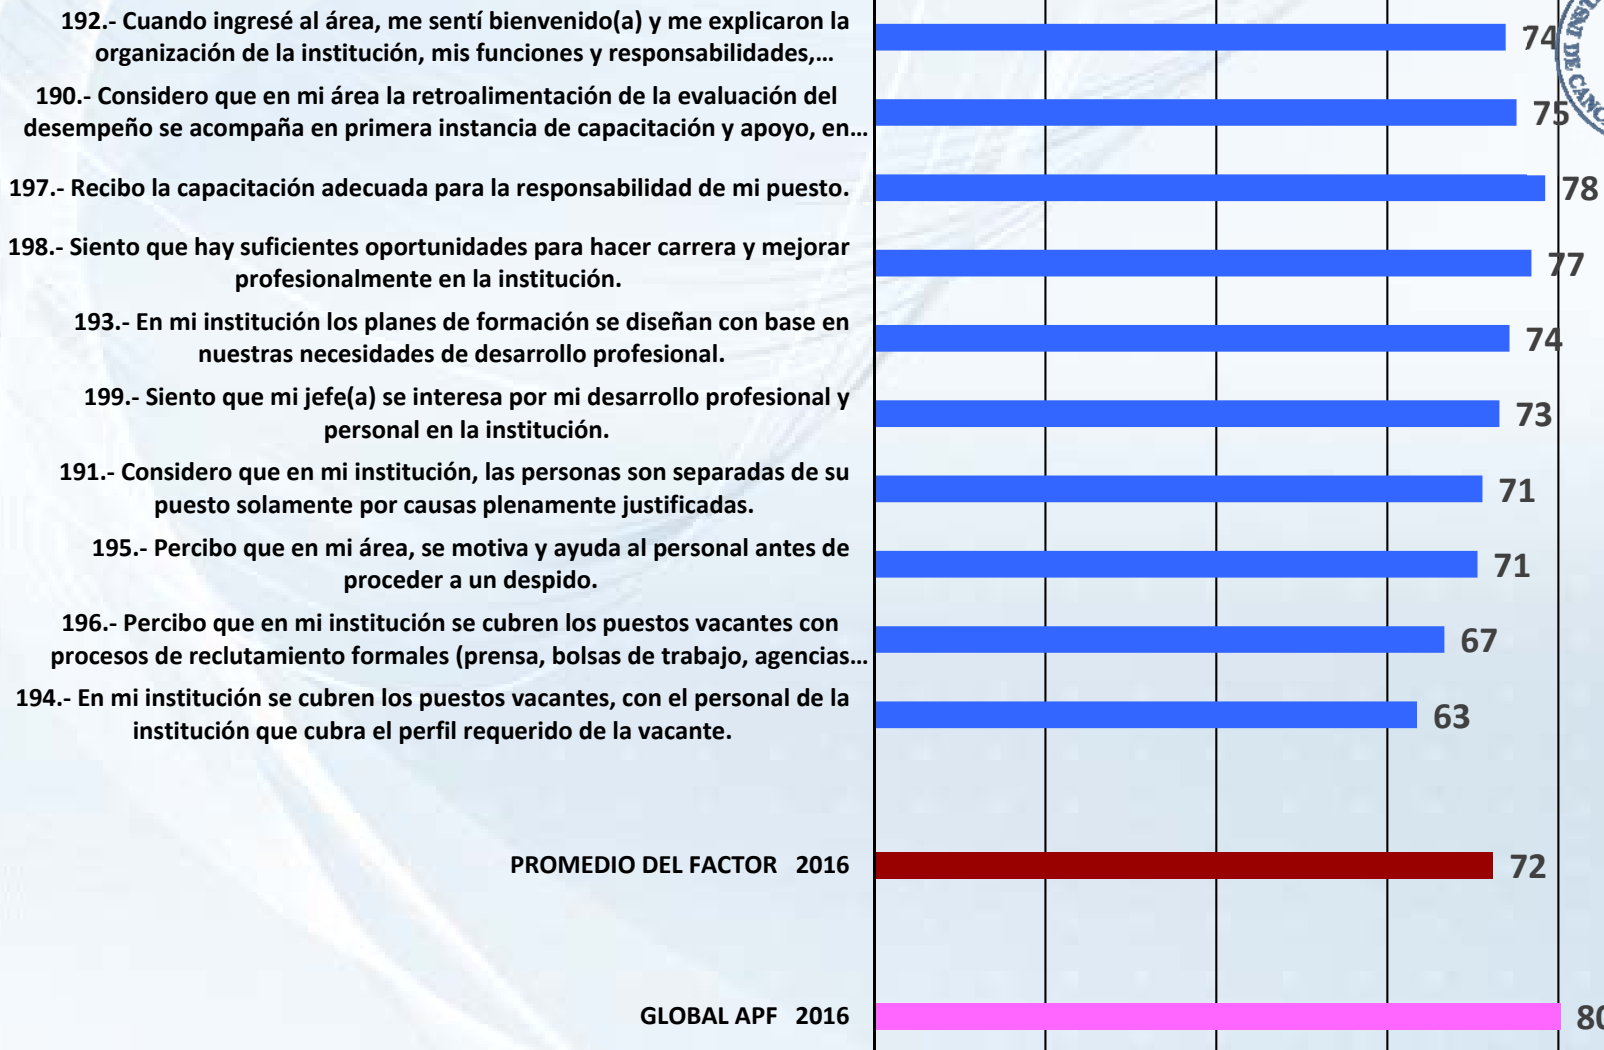 192.- Cuando ingresé al área, me sentí bienvenido(a) y me explicaron la
organización de la institución, mis funciones y responsabilidades,...
74
190.- Considero que en mi área la retroalimentación de la evaluación del
desempeño se acompaña en primera instancia de capacitación y apoyo, en...
75
197.- Recibo la capacitación adecuada para la responsabilidad de mi puesto.
78
198.- Siento que hay suficientes oportunidades para hacer carrera y mejorar
profesionalmente en la institución.
77
193.- En mi institución los planes de formación se diseñan con base en
nuestras necesidades de desarrollo profesional.
74
199.- Siento que mi jefe(a) se interesa por mi desarrollo profesional y
personal en la institución.
73
191.- Considero que en mi institución, las personas son separadas de su
puesto solamente por causas plenamente justificadas.
71
195.- Percibo que en mi área, se motiva y ayuda al personal antes de
proceder a un despido.
71
196.- Percibo que en mi institución se cubren los puestos vacantes con
procesos de reclutamiento formales (prensa, bolsas de trabajo, agencias...
67
194.- En mi institución se cubren los puestos vacantes, con el personal de la
institución que cubra el perfil requerido de la vacante.
63
PROMEDIO DEL FACTOR 2016
72
GLOBAL APF 2016
80